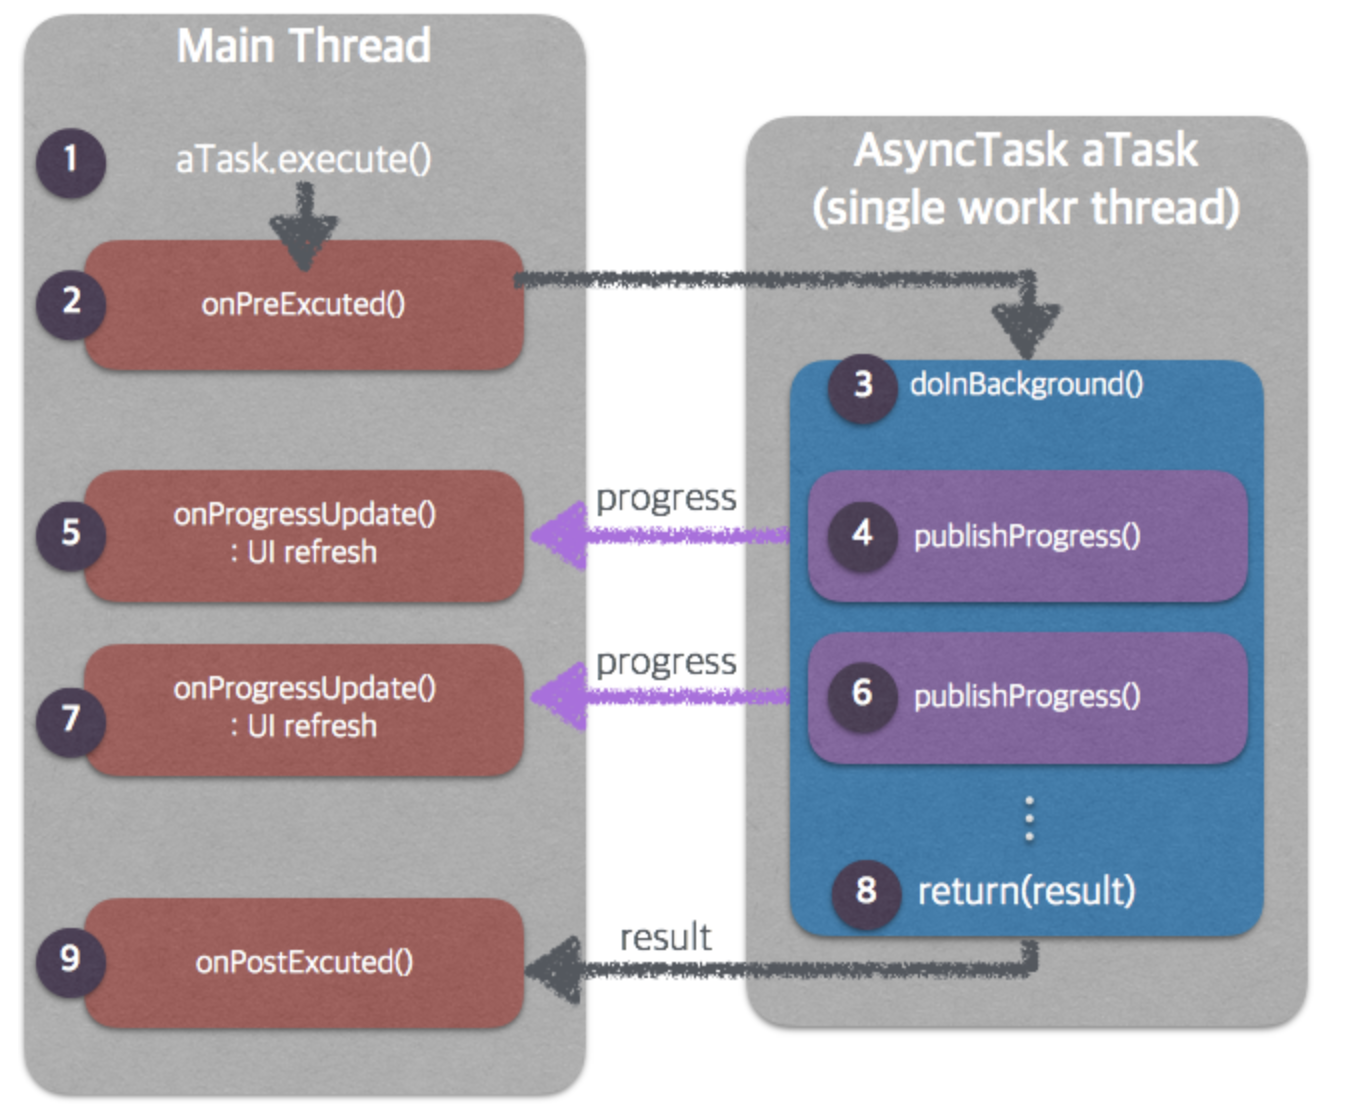 Main Thread
1
aTask.execute()
2
onPreExcuted()
AsyncTask aTask
(single workr thread)
3
doInBackground()
4
publishProgress()
progress
5
onProgressUpdate()
: UI refresh
6
publishProgress()
progress
7
onProgressUpdate()
: UI refresh
8
return(result)
result
9
onPostExcuted()